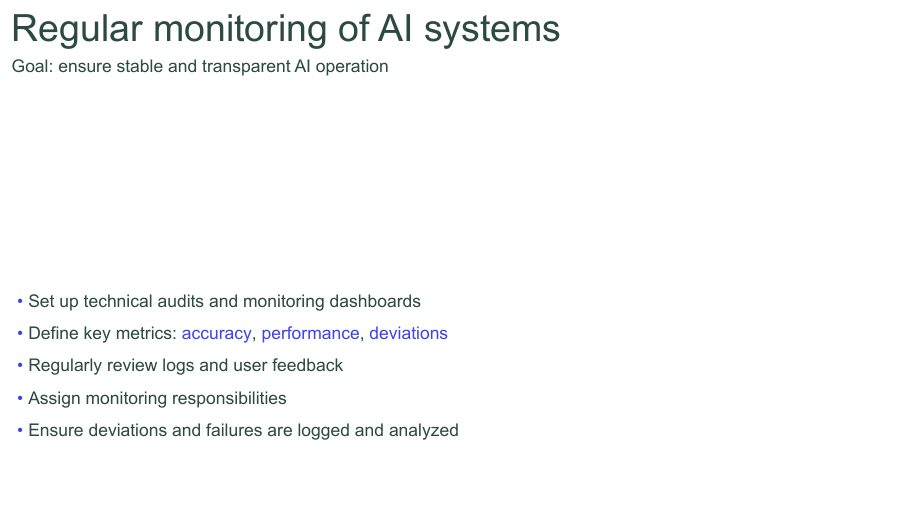 Regular monitoring of AI systems
Goal: ensure stable and transparent AI operation
• Set up technical audits and monitoring dashboards
• Define key metrics: accuracy, performance, deviations
• Regularly review logs and user feedback
• Assign monitoring responsibilities
• Ensure deviations and failures are logged and analyzed